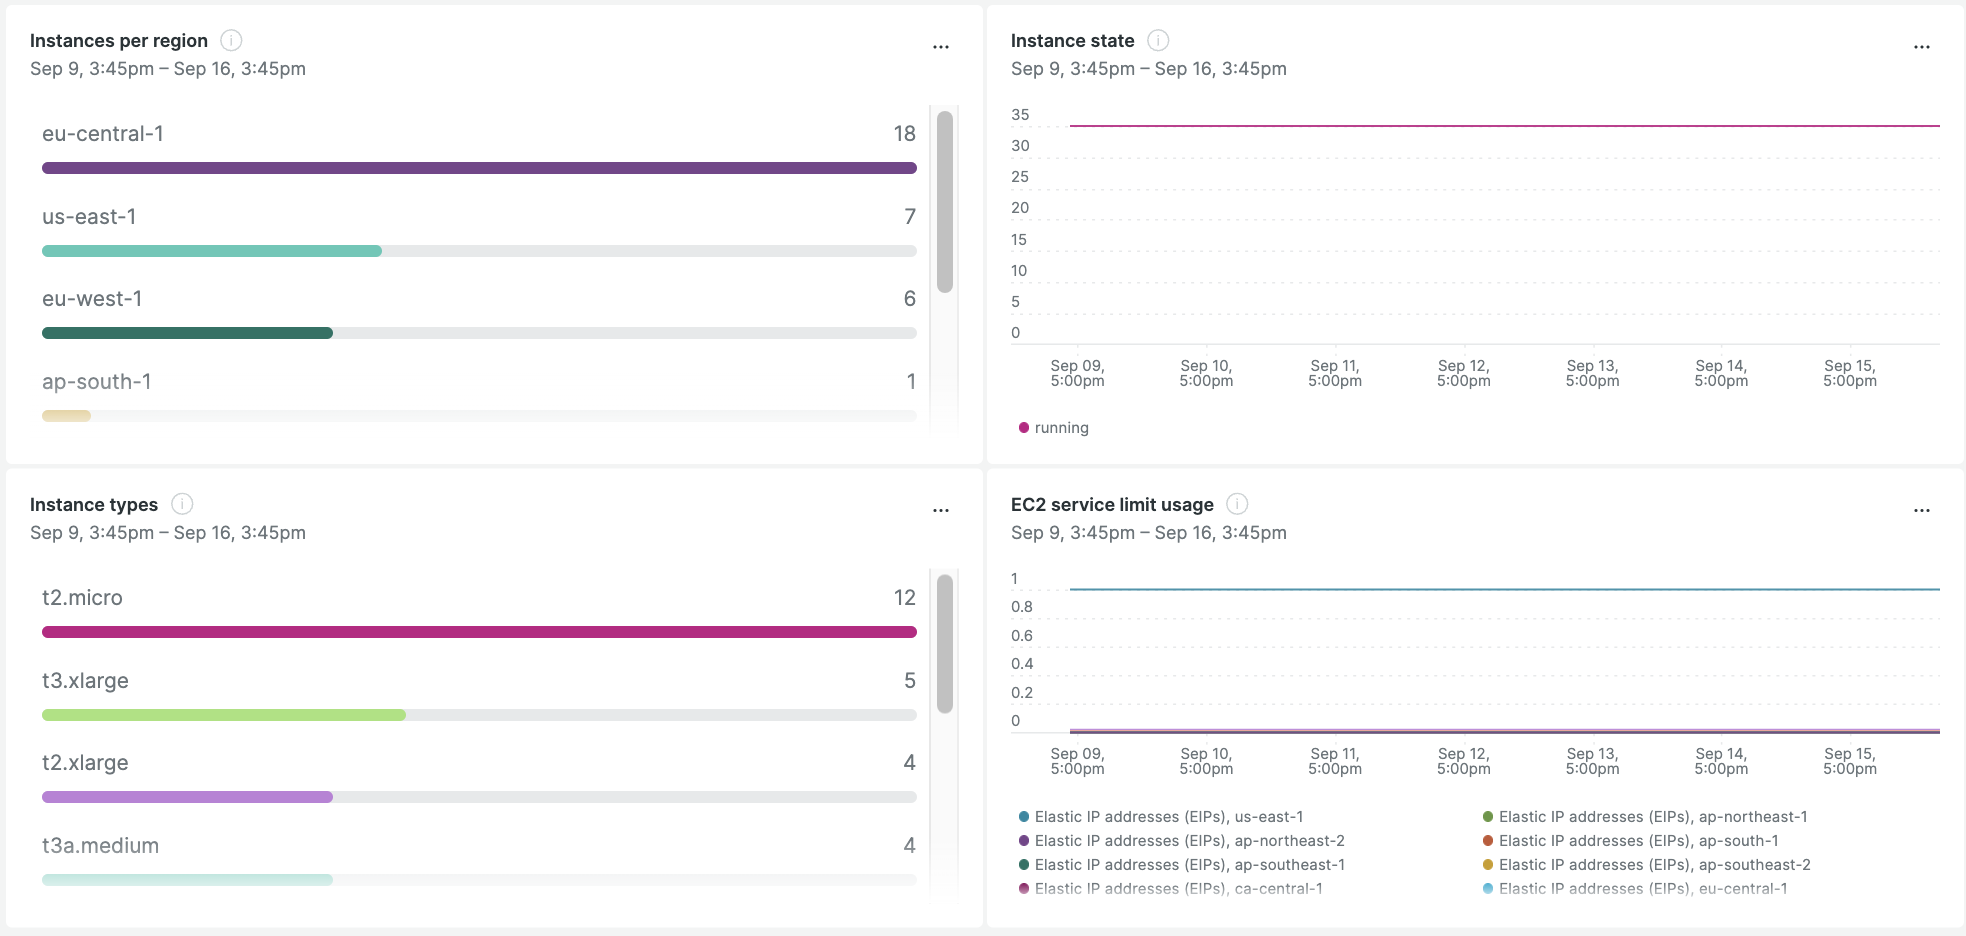 Instances per region
Sep 9, 3:45pm – Sep 16, 3:45pm
eu-central-1 18
us-east-1 7
eu-west-1 6
ap-south-1 1
Instance state
Sep 9, 3:45pm – Sep 16, 3:45pm
35
30
25
20
15
10
5
0
Sep 09, Sep 10, Sep 11, Sep 12, Sep 13, Sep 14, Sep 15,
5:00pm 5:00pm 5:00pm 5:00pm 5:00pm 5:00pm 5:00pm
running
Instance types
Sep 9, 3:45pm – Sep 16, 3:45pm
t2.micro 12
t3.xlarge 5
t2.xlarge 4
t3a.medium 4
EC2 service limit usage
Sep 9, 3:45pm – Sep 16, 3:45pm
1
0.8
0.6
0.4
0.2
0
Sep 09, Sep 10, Sep 11, Sep 12, Sep 13, Sep 14, Sep 15,
5:00pm 5:00pm 5:00pm 5:00pm 5:00pm 5:00pm 5:00pm
Elastic IP addresses (EIPs), us-east-1 Elastic IP addresses (EIPs), ap-northeast-1
Elastic IP addresses (EIPs), ap-northeast-2 Elastic IP addresses (EIPs), ap-south-1
Elastic IP addresses (EIPs), ap-southeast-1 Elastic IP addresses (EIPs), ap-southeast-2
Elastic IP addresses (EIPs), ca-central-1 Elastic IP addresses (EIPs), eu-central-1